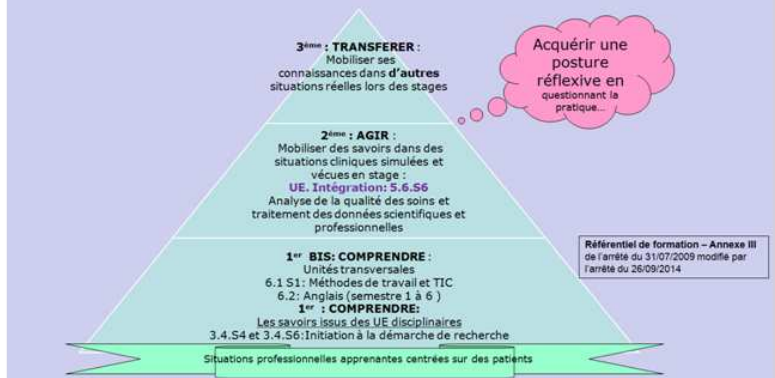 3ème : TRANSFERER :
Mobiliser ses
connaissances dans d'autres
situations réelles lors des stages
Acquérir une
posture
réflexive en
questionnant la
pratique...
2ème : AGIR :
Mobiliser des savoirs dans des
situations cliniques simulées et
vécues en stage :
UE. Intégration: 5.6.S6
Analyse de la qualité des soins et
traitement des données scientifiques et
professionnelles
Référentiel de formation – Annexe III
de l'arrêté du 31/07/2009 modifié par
l'arrêté du 26/09/2014
1er BIS: COMPRENDRE :
Unités transversales
6.1 S1: Méthodes de travail et TIC
6.2: Anglais (semestre 1 à 6 )
1er : COMPRENDRE:
Les savoirs issus des UE disciplinaires
3.4.S4 et 3.4.S6:Initiation à la démarche de recherche
Situations professionnelles apprenantes centrées sur des patients